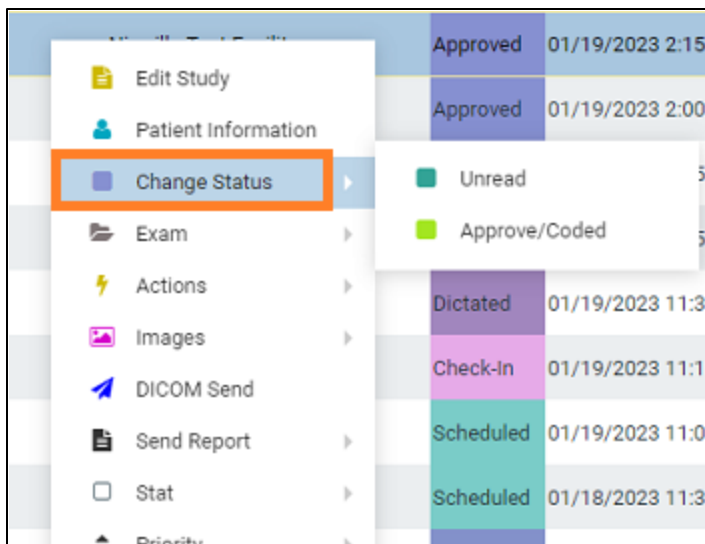 Approved 01/19/2023 2:15
Edit Study
Approved 01/19/2023 2:00
Patient Information
Change Status
Unread
Exam
Approve/Coded
Actions
Dictated 01/19/2023 11:3
Images
Check-In 01/19/2023 11:1
DICOM Send
Send Report
Scheduled 01/19/2023 11:0
Stat
Scheduled 01/18/2023 11:3
Priority